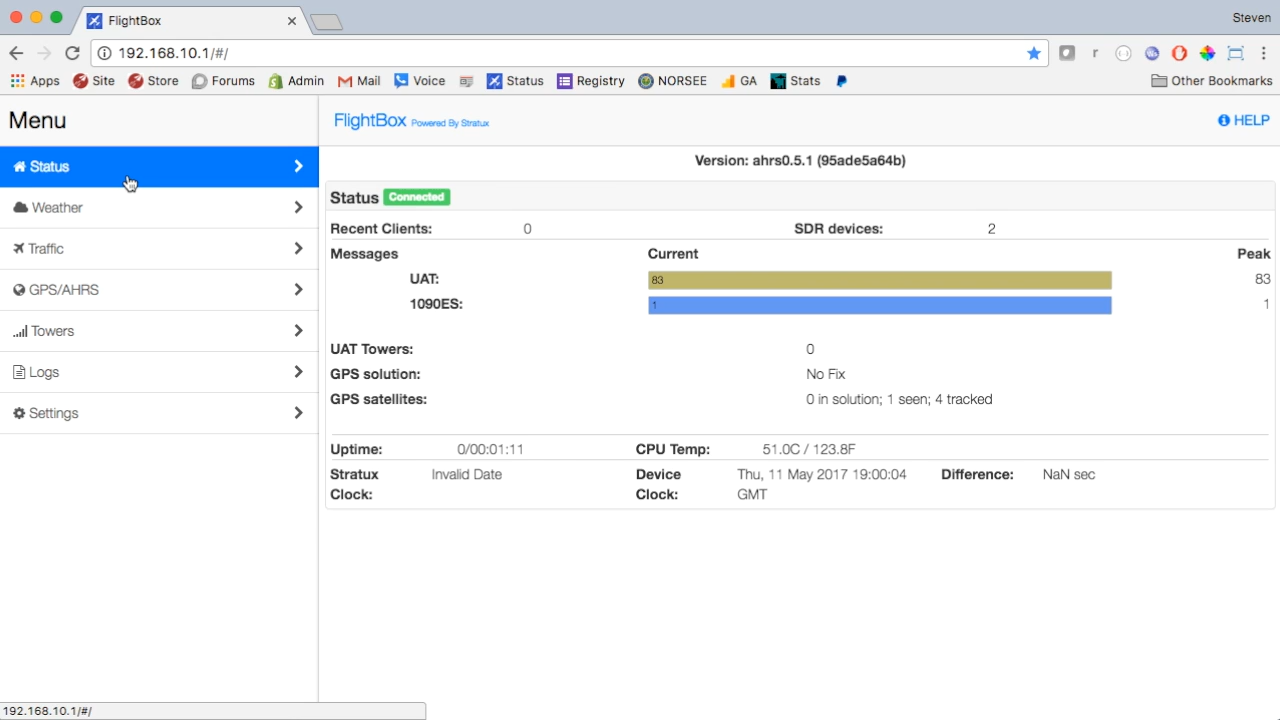 FlightBox
Steven
192.168.10.1/#/
Apps Site Store Forums Admin Mail Voice Status Registry NORSEE GA Stats Other Bookmarks
Menu
FlightBox Powered By Stratux
HELP
Status
Weather
Traffic
GPS/AHRS
Towers
Logs
Settings
Version: ahrs0.5.1 (95ade5a64b)
Status Connected
Recent Clients: 0 SDR devices: 2
Messages Current Peak
UAT: 83 83
1090ES: 1 1
UAT Towers: 0
GPS solution: No Fix
GPS satellites: 0 in solution; 1 seen; 4 tracked
Uptime: 0/00:01:11 CPU Temp: 51.0C / 123.8F
Stratux Invalid Date Device Thu, 11 May 2017 19:00:04 Difference: NaN sec
Clock: Clock: GMT
192.168.10.1/#/